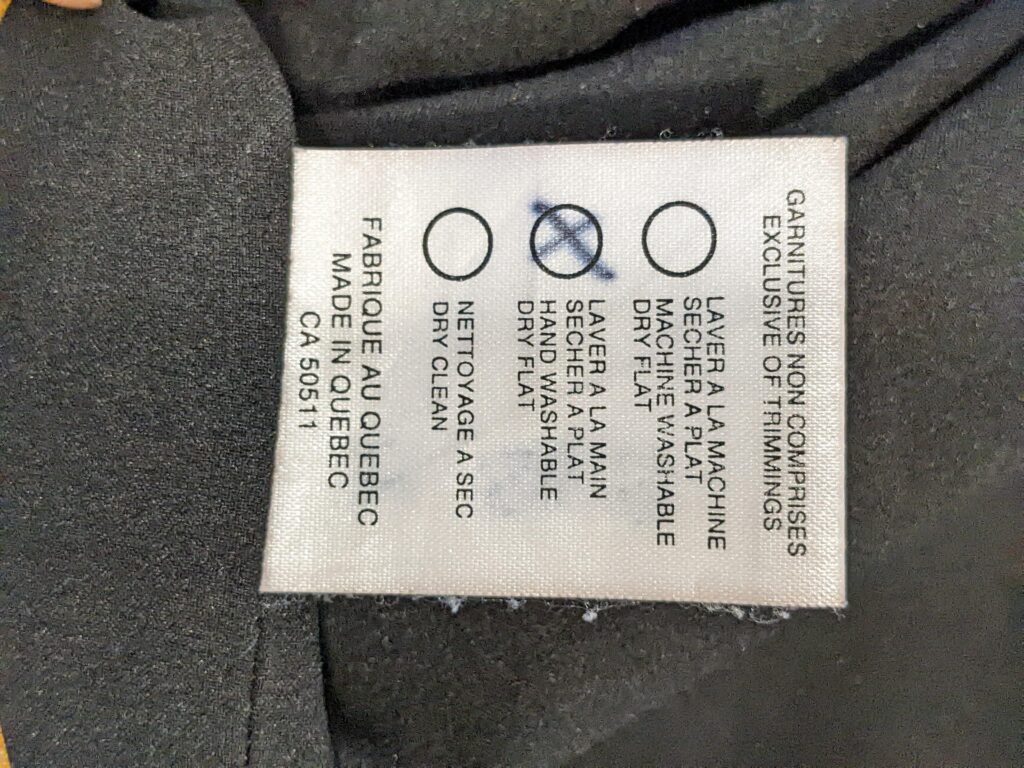 GARNITURES NON COMPRISES
EXCLUSIVE OF TRIMMINGS
LAVER A LA MACHINE
SECHER A PLAT
MACHINE WASHABLE
DRY FLAT
LAVER A LA MAIN
SECHER A PLAT
HAND WASHABLE
DRY FLAT
NETTOYAGE A SEC
DRY CLEAN
FABRIQUE AU QUEBEC
MADE IN QUEBEC
CA 50511